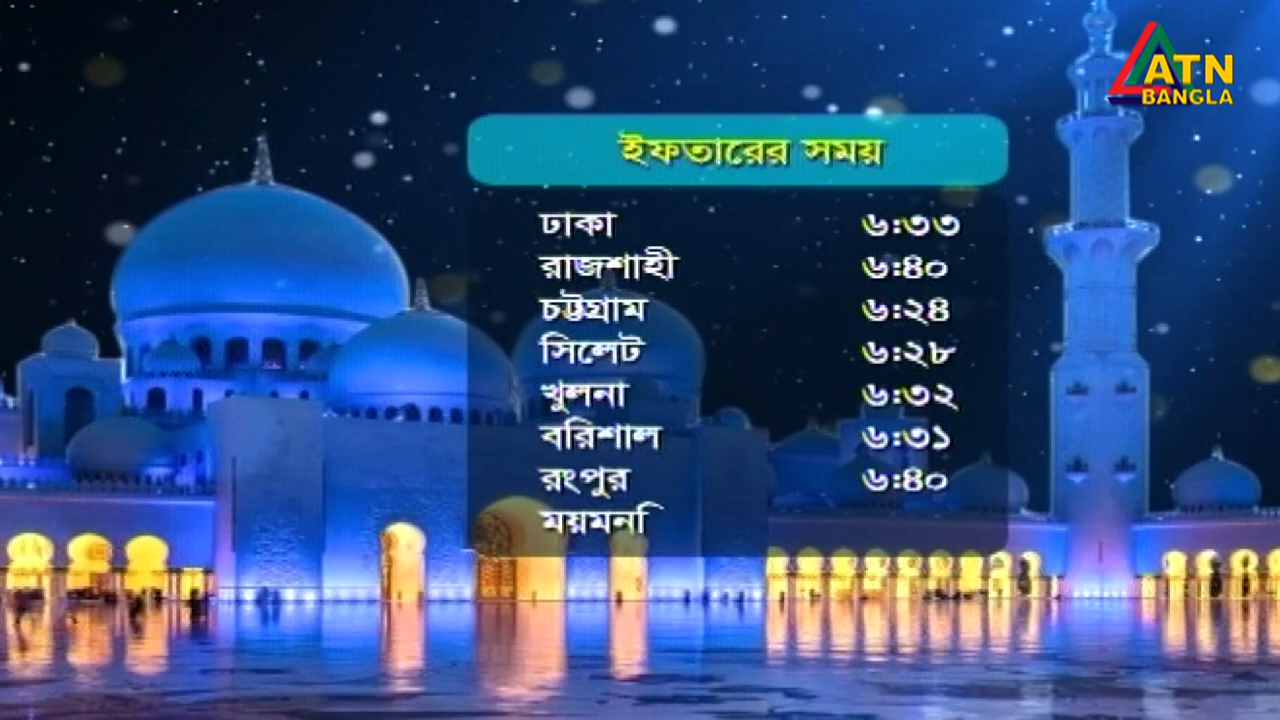 ATN
BANGLA
ইফতারের সময়
ঢাকা ৬:৩৩
রাজশাহী ৬:৪০
চট্টগ্রাম ৬:২৪
সিলেট ৬:২৮
খুলনা ৬:৩২
বরিশাল ৬:৩১
রংপুর ৬:৪০
ময়মনি